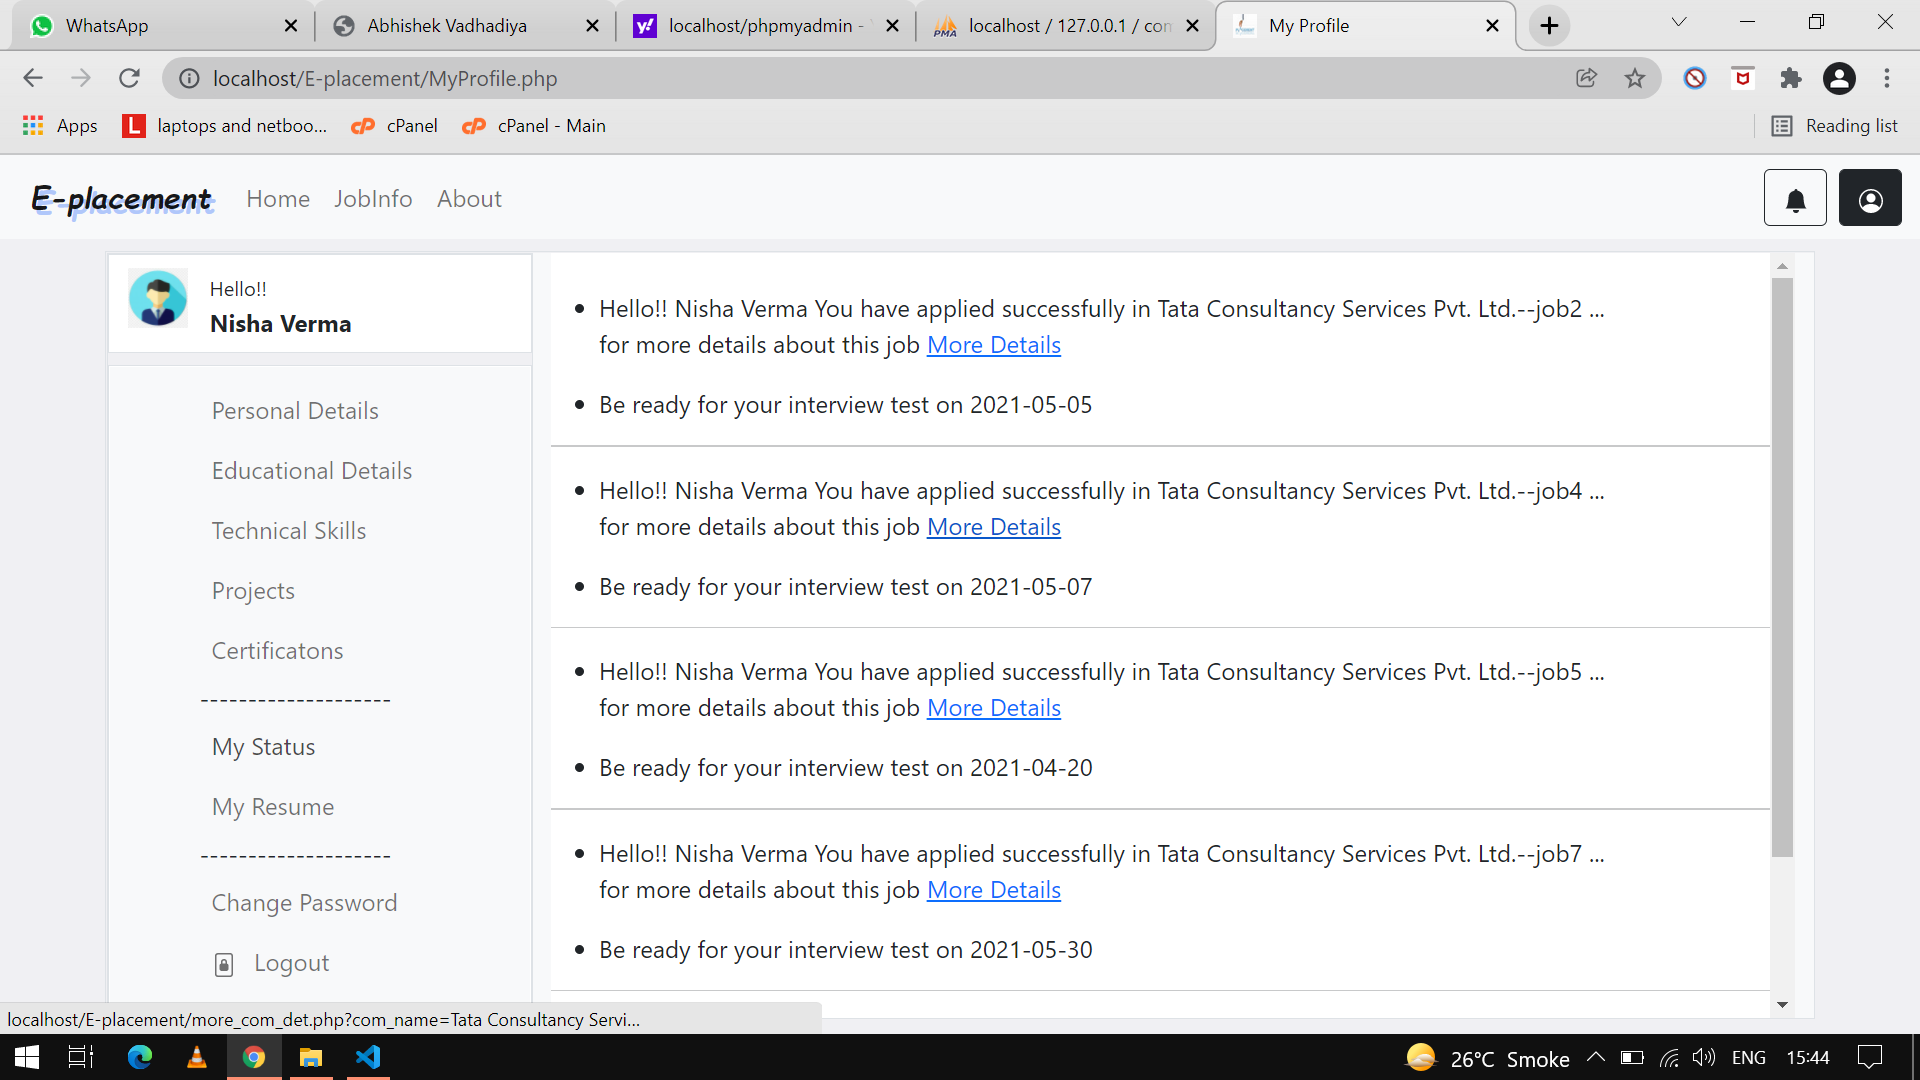 WhatsApp
Abhishek Vadhadiya
localhost/phpmyadmin -
localhost / 127.0.0.1 / con
My Profile
localhost/E-placement/MyProfile.php
Apps
laptops and netboo...
cPanel
cPanel - Main
Reading list
E-placement
Home
JobInfo
About
Hello!!
Nisha Verma
Personal Details
Educational Details
Technical Skills
Projects
Certificatons
--------------------
My Status
My Resume
--------------------
Change Password
Logout
Hello!! Nisha Verma You have applied successfully in Tata Consultancy Services Pvt. Ltd.--job2 ...
for more details about this job More Details
Be ready for your interview test on 2021-05-05
Hello!! Nisha Verma You have applied successfully in Tata Consultancy Services Pvt. Ltd.--job4 ...
for more details about this job More Details
Be ready for your interview test on 2021-05-07
Hello!! Nisha Verma You have applied successfully in Tata Consultancy Services Pvt. Ltd.--job5 ...
for more details about this job More Details
Be ready for your interview test on 2021-04-20
Hello!! Nisha Verma You have applied successfully in Tata Consultancy Services Pvt. Ltd.--job7 ...
for more details about this job More Details
Be ready for your interview test on 2021-05-30
localhost/E-placement/more_com_det.php?com_name=Tata Consultancy Servi...
26°C Smoke
ENG
15:44